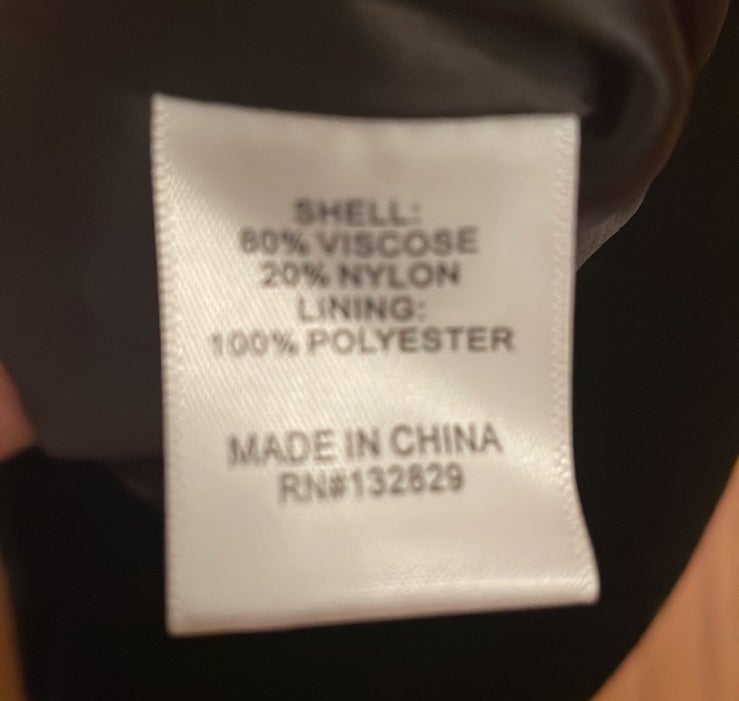 SHELL:
80% VISCOSE
20% NYLON
LINING:
100% POLYESTER
MADE IN CHINA
RN#132829